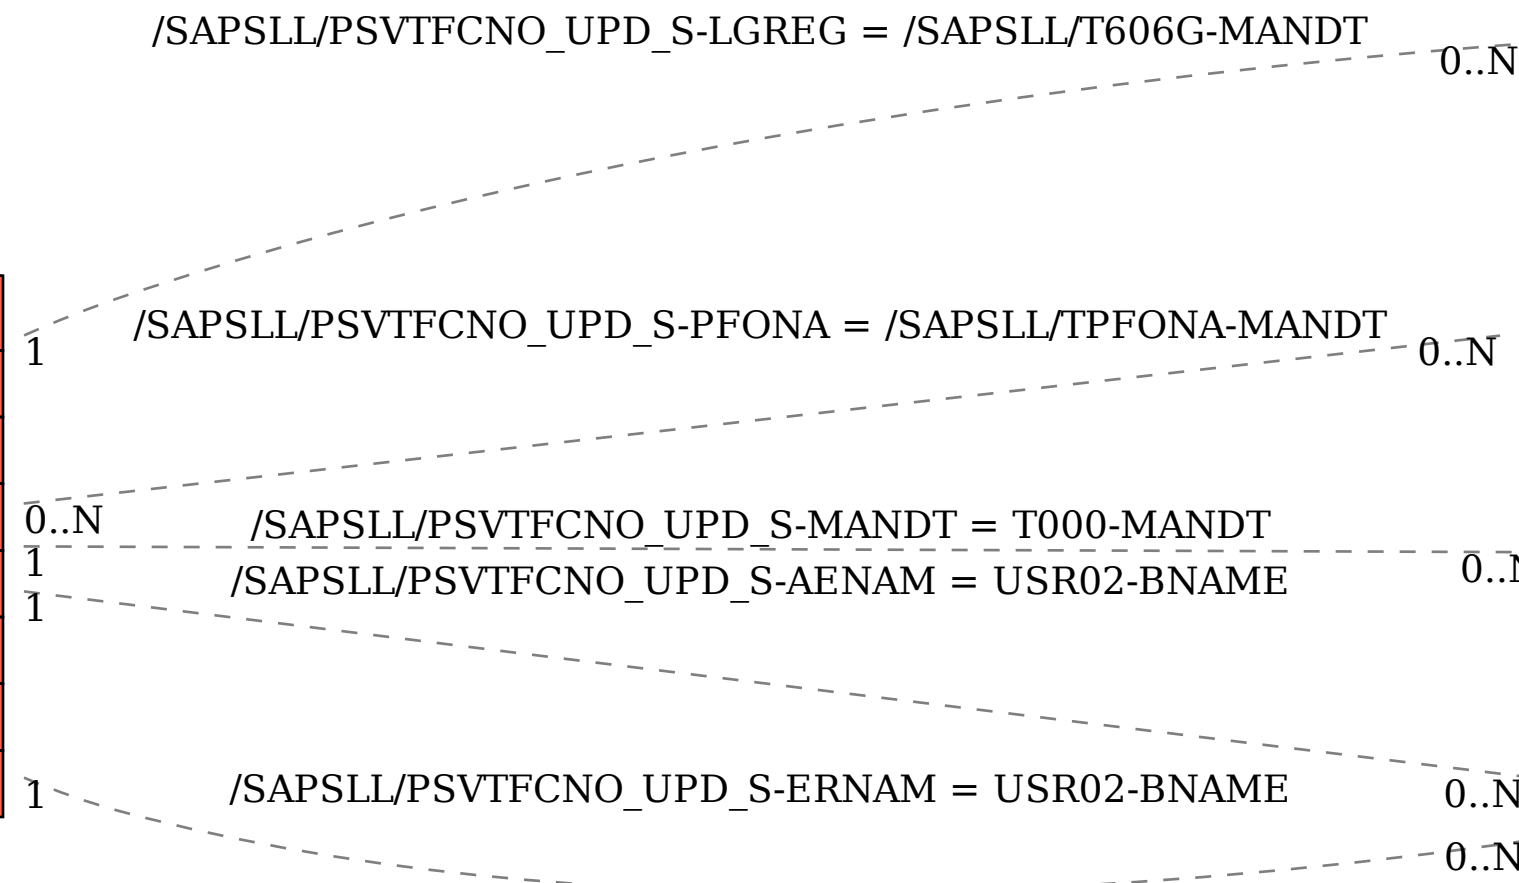 /SAPSLL/PSVTFCNO_UPD_S-LGREG = /SAPSLL/T606G-MANDT
0..N
/SAPSLL/PSVTFCNO_UPD_S-PFONA = /SAPSLL/TPFONA-MANDT
1
0..N
0..N
/SAPSLL/PSVTFCNO_UPD_S-MANDT = T000-MANDT
1
0..N
/SAPSLL/PSVTFCNO_UPD_S-AENAM = USR02-BNAME
1
/SAPSLL/PSVTFCNO_UPD_S-ERNAM = USR02-BNAME
1
0..N
0..N